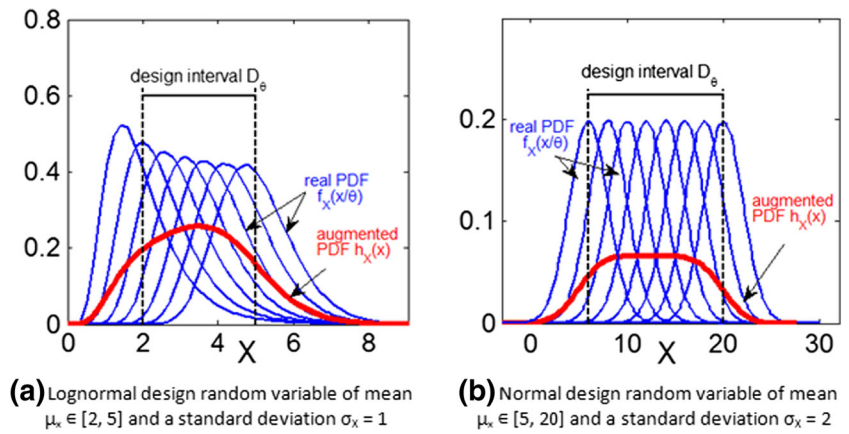 0.8
0.6
0.4
0.2
0
0 2 4 6 8
X
design interval Dθ
real PDF
fX(x/θ)
augmented
PDF hX(x)
0.2
0.1
0
0 10 20 30
X
design interval Dθ
real PDF
fX(x/θ)
augmented
PDF hX(x)
(a) Lognormal design random variable of mean
μx ∈ [2, 5] and a standard deviation σX = 1
(b) Normal design random variable of mean
μx ∈ [5, 20] and a standard deviation σX = 2